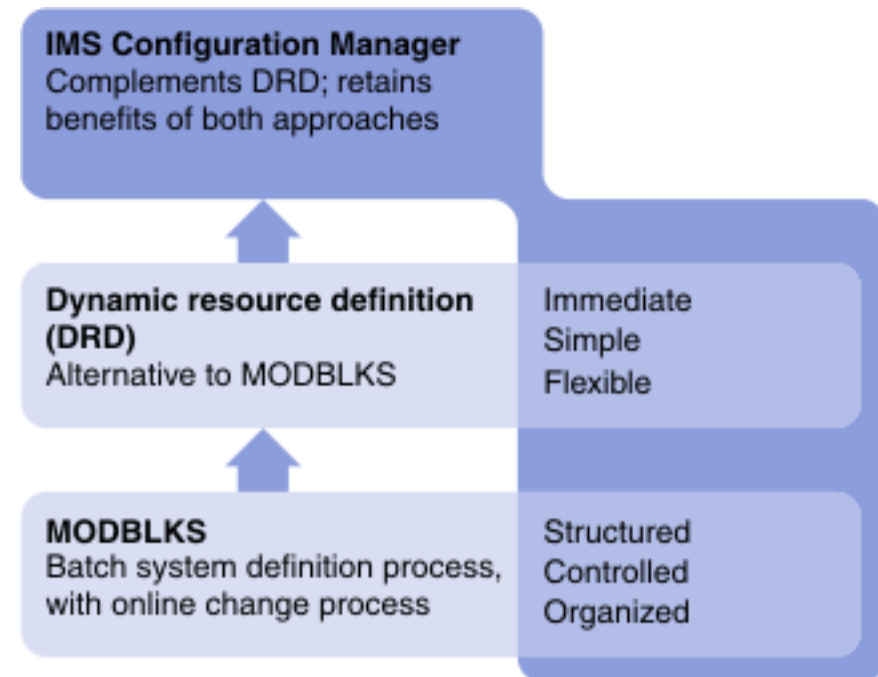 IMS Configuration Manager
Complements DRD; retains
benefits of both approaches
Dynamic resource definition
(DRD)
Alternative to MODBLKS
Immediate
Simple
Flexible
MODBLKS
Batch system definition process,
with online change process
Structured
Controlled
Organized